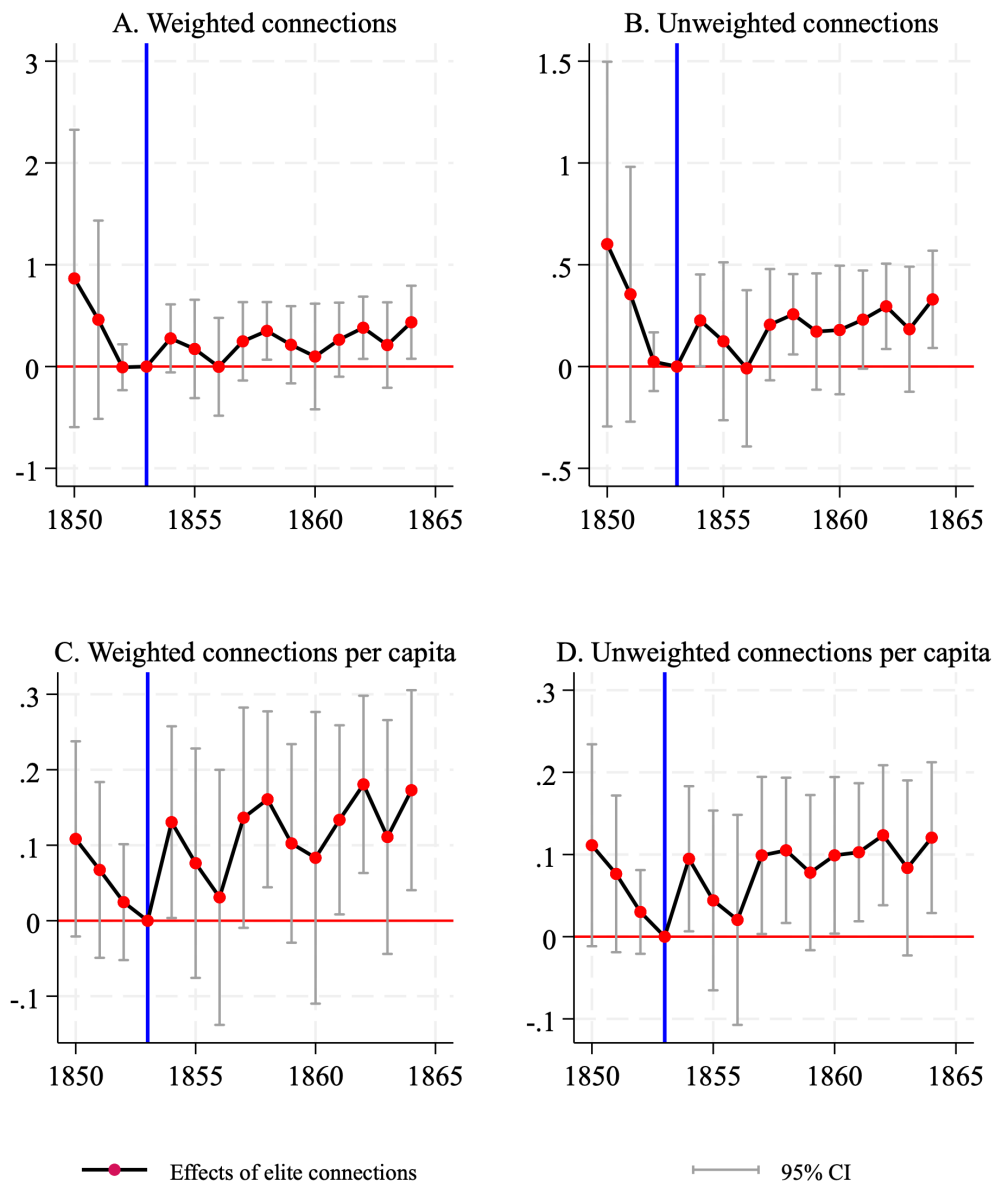 A. Weighted connections
3
2
1
0
-1
1850 1855 1860 1865
B. Unweighted connections
1.5
1
.5
0
-.5
1850 1855 1860 1865
C. Weighted connections per capita
.3
.2
.1
0
-.1
1850 1855 1860 1865
D. Unweighted connections per capita
.3
.2
.1
0
-.1
1850 1855 1860 1865
Effects of elite connections
95% CI